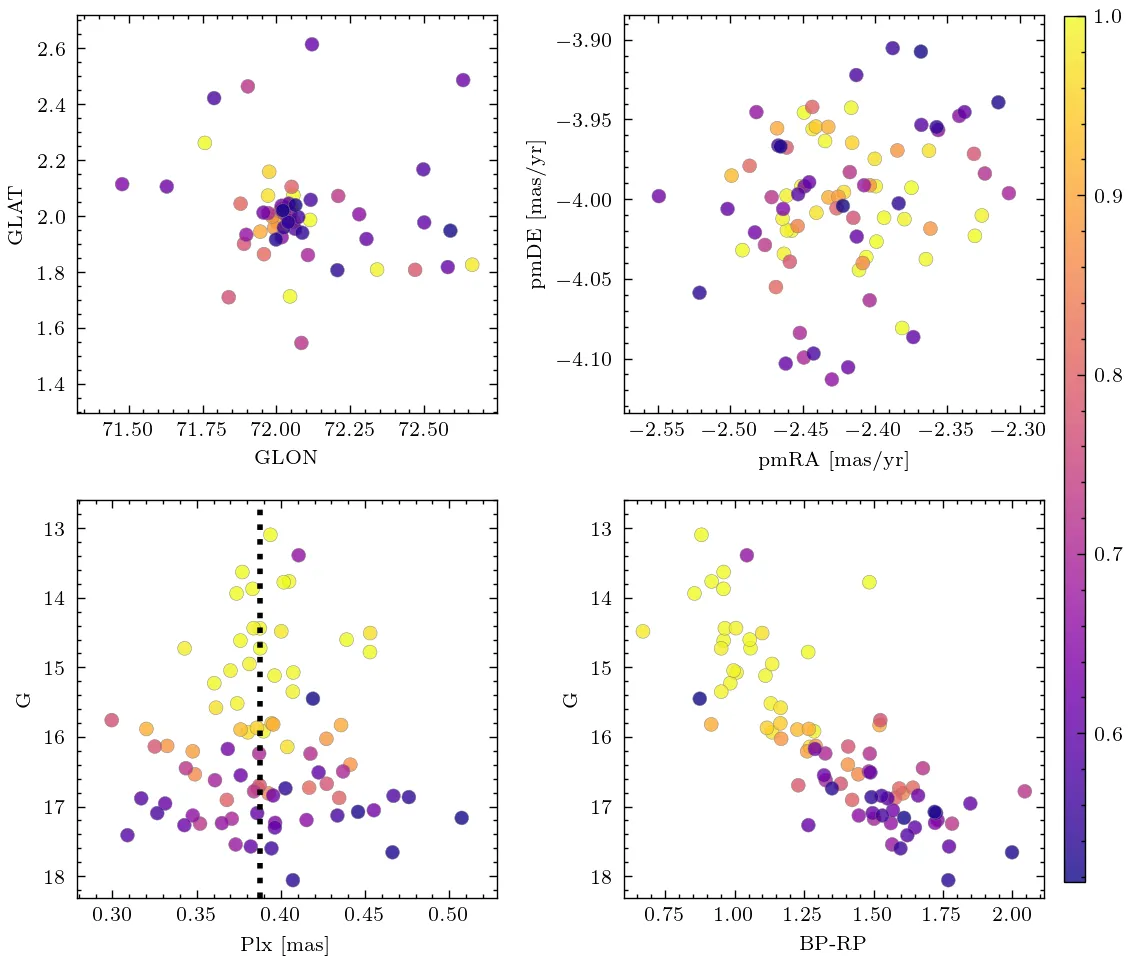 2.6
2.4
2.2
2.0
1.8
1.6
1.4
GLAT
71.50 71.75 72.00 72.25 72.50
GLON
−3.90
−3.95
−4.00
−4.05
−4.10
pmDE [mas/yr]
−2.55 −2.50 −2.45 −2.40 −2.35 −2.30
pmRA [mas/yr]
1.0
0.9
0.8
0.7
0.6
13
14
15
16
17
18
G
0.30 0.35 0.40 0.45 0.50
Plx [mas]
13
14
15
16
17
18
G
0.75 1.00 1.25 1.50 1.75 2.00
BP-RP